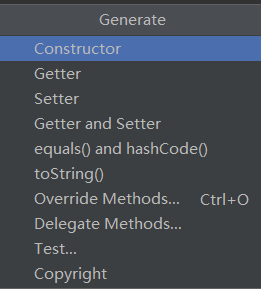 Generate
Constructor
Getter
Setter
Getter and Setter
equals() and hashCode()
toString()
Override Methods... Ctrl+O
Delegate Methods...
Test...
Copyright